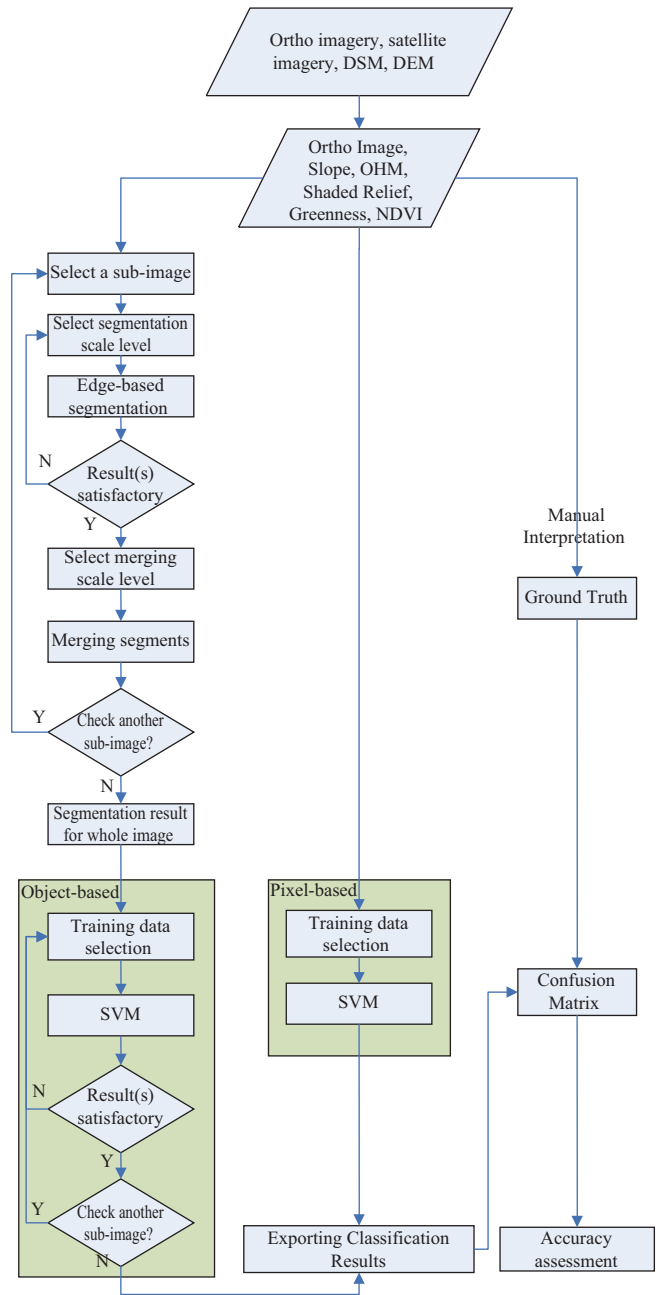 Ortho imagery, satellite
imagery, DSM, DEM
Ortho Image,
Slope, OHM,
Shaded Relief,
Greenness, NDVI
Select a sub-image
Select segmentation
scale level
Edge-based
segmentation
N
Result(s)
satisfactory
Y
Select merging
scale level
Merging segments
Y
Check another
sub-image?
N
Segmentation result
for whole image
Manual
Interpretation
Ground Truth
Object-based
Training data
selection
SVM
N
Result(s)
satisfactory
Y
Y
Check another
sub-image?
N
Pixel-based
Training data
selection
SVM
Confusion
Matrix
Exporting Classification
Results
Accuracy
assessment